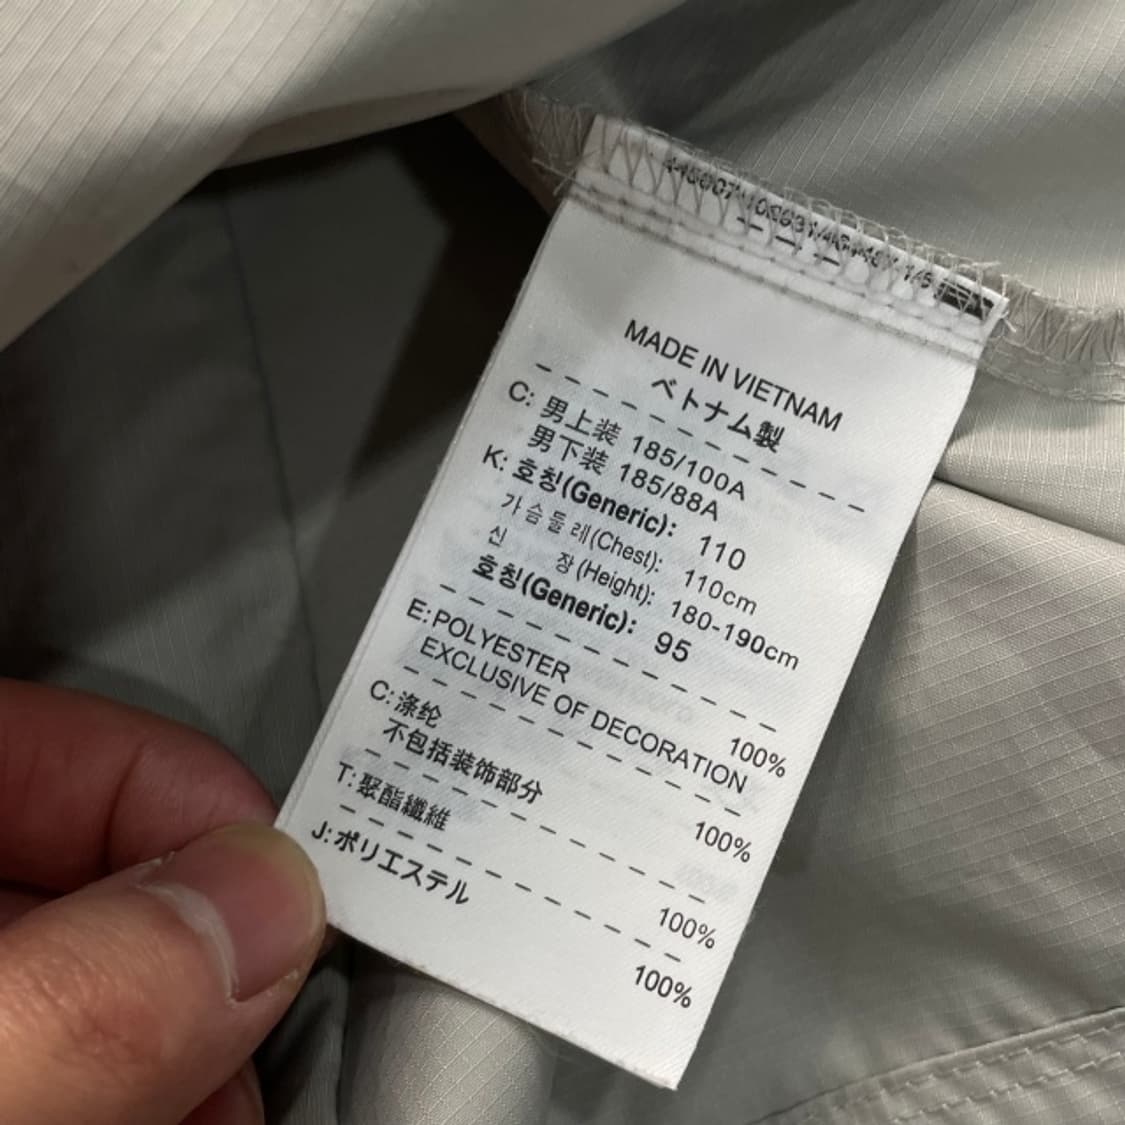 MADE IN VIETNAM
ベトナム製
C: 男上装 185/100A
男下装 185/88A
K: 호칭(Generic): 110
가슴둘레(Chest): 110cm
신 장(Height): 180-190cm
호칭(Generic): 95
E: POLYESTER 100%
EXCLUSIVE OF DECORATION
C: 涤纶 100%
不包括装饰部分
T: 聚酯纖維 100%
J: ポリエステル 100%